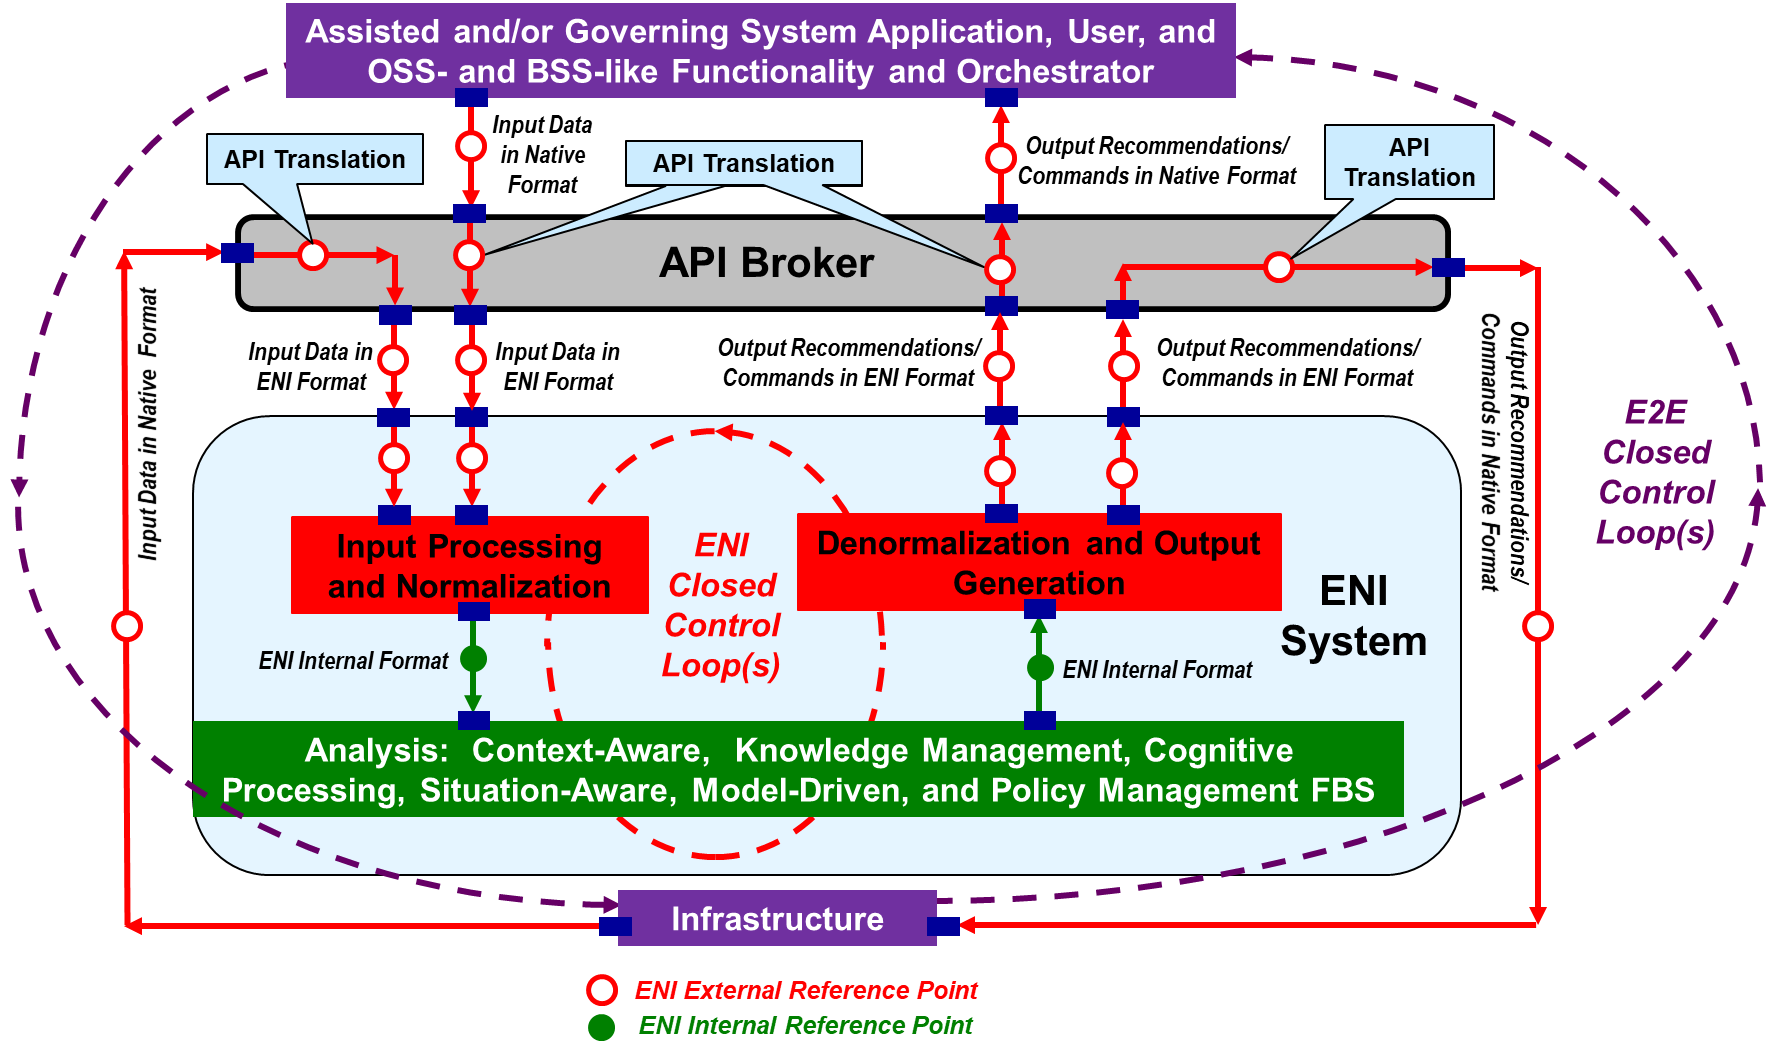 Assisted and/or Governing System Application, User, and
OSS- and BSS-like Functionality and Orchestrator
Input Data
in Native
Format
Output Recommendations/
Commands in Native Format
API Translation
API Translation
API
Translation
API Broker
Input Data in Native Format
Input Data in
ENI Format
Input Data in
ENI Format
Output Recommendations/
Commands in ENI Format
Output Recommendations/
Commands in ENI Format
Output Recommendations/
Commands in Native Format
E2E
Closed
Control
Loop(s)
Input Processing
and Normalization
ENI
Closed
Control
Loop(s)
Denormalization and Output
Generation
ENI
System
ENI Internal Format
ENI Internal Format
Analysis: Context-Aware, Knowledge Management, Cognitive
Processing, Situation-Aware, Model-Driven, and Policy Management FBS
Infrastructure
ENI External Reference Point
ENI Internal Reference Point